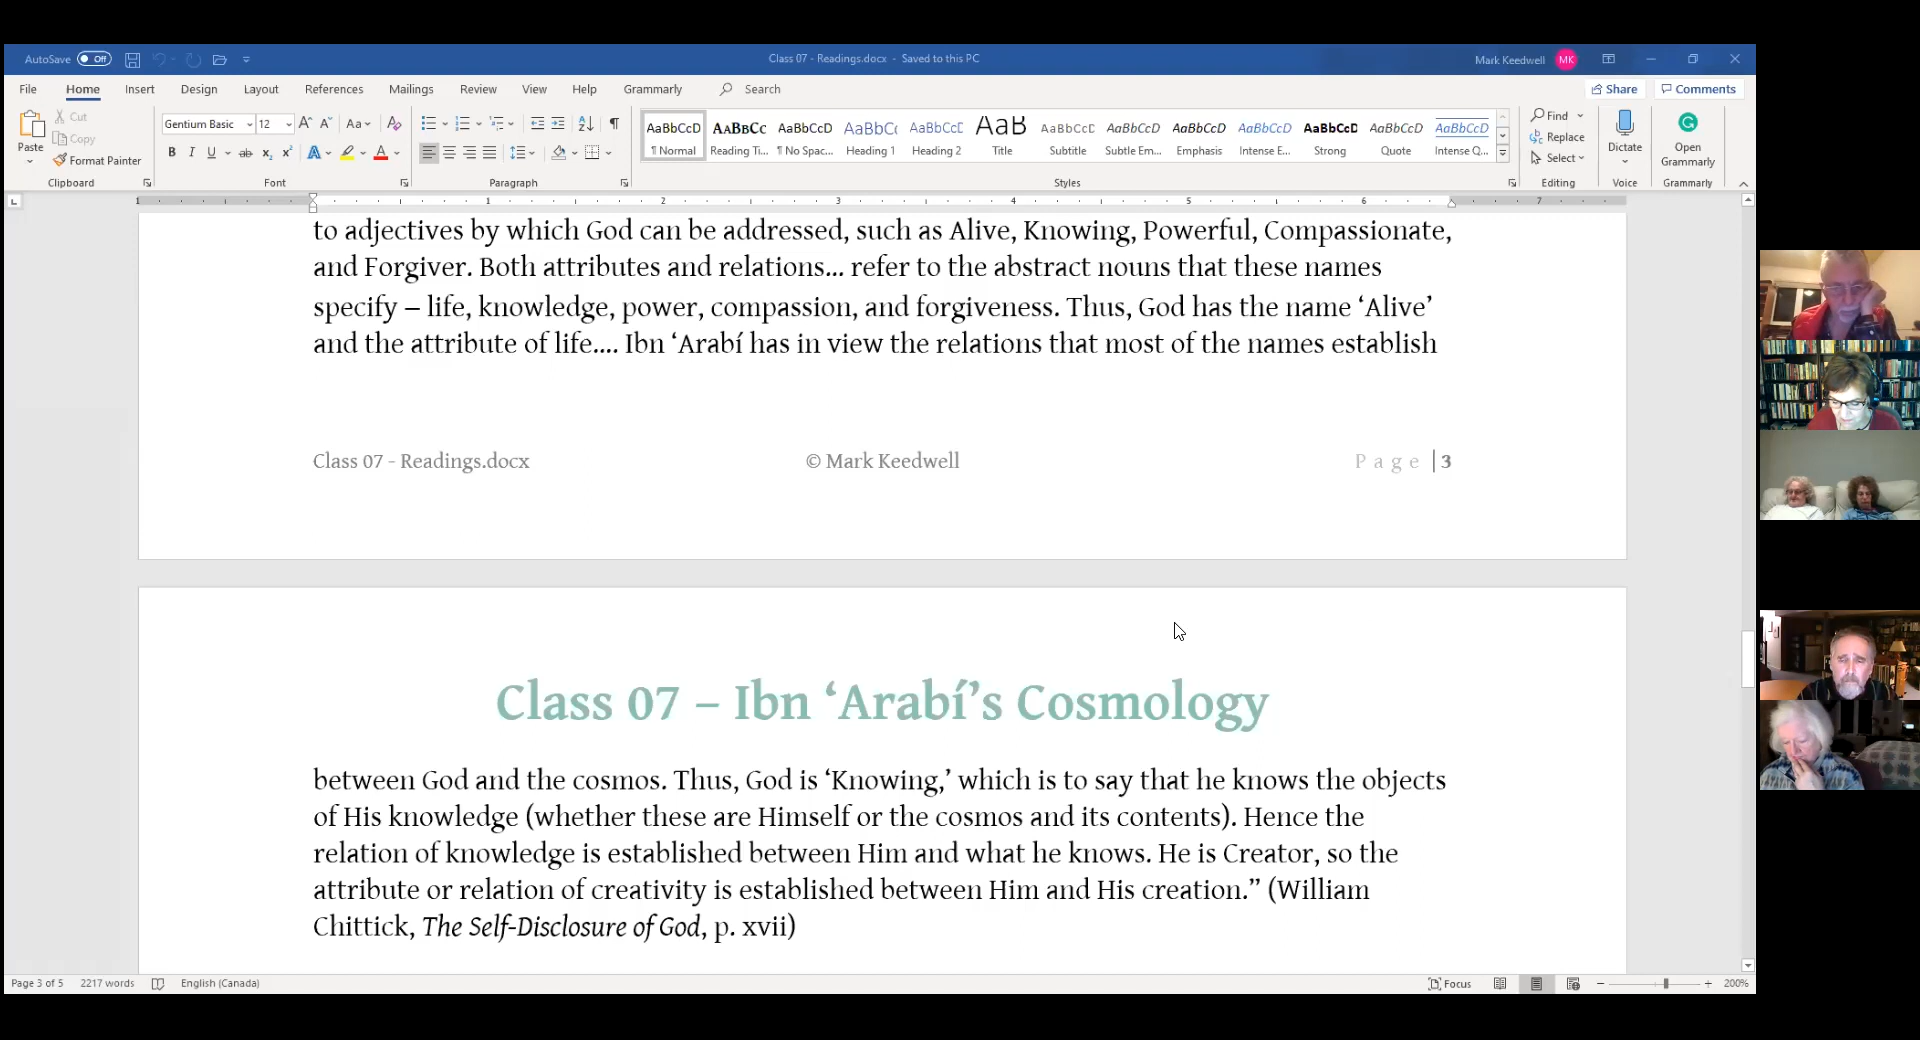 AutoSave Off
Class 07 - Readings.docx - Saved to this PC
Mark Keedwell MK
File Home Insert Design Layout References Mailings Review View Help Grammarly Search
Share Comments
Paste
Cut
Copy
Format Painter
Clipboard
Gentium Basic 12
Font
Paragraph
AaBbCcD AaBbCc AaBbCcD AaBbC AaBbCcD AaB AaBbCcD AaBbCcD AaBbCcD AaBbCcD AaBbCcD AaBbCcD AaBbCcD
¶ Normal Reading Ti... ¶ No Spac... Heading 1 Heading 2 Title Subtitle Subtle Em... Emphasis Intense E... Strong Quote Intense Q...
Styles
Find
Replace
Select
Editing
Dictate
Voice
Open
Grammarly
Grammarly
1 1 2 3 4 5 6 7
to adjectives by which God can be addressed, such as Alive, Knowing, Powerful, Compassionate,
and Forgiver. Both attributes and relations... refer to the abstract nouns that these names
specify – life, knowledge, power, compassion, and forgiveness. Thus, God has the name ‘Alive’
and the attribute of life.... Ibn ‘Arabí has in view the relations that most of the names establish
Class 07 - Readings.docx © Mark Keedwell Page | 3
Class 07 – Ibn ‘Arabí’s Cosmology
between God and the cosmos. Thus, God is ‘Knowing,’ which is to say that he knows the objects
of His knowledge (whether these are Himself or the cosmos and its contents). Hence the
relation of knowledge is established between Him and what he knows. He is Creator, so the
attribute or relation of creativity is established between Him and His creation.” (William
Chittick, The Self-Disclosure of God, p. xvii)
Page 3 of 5 2217 words English (Canada)
Focus 200%